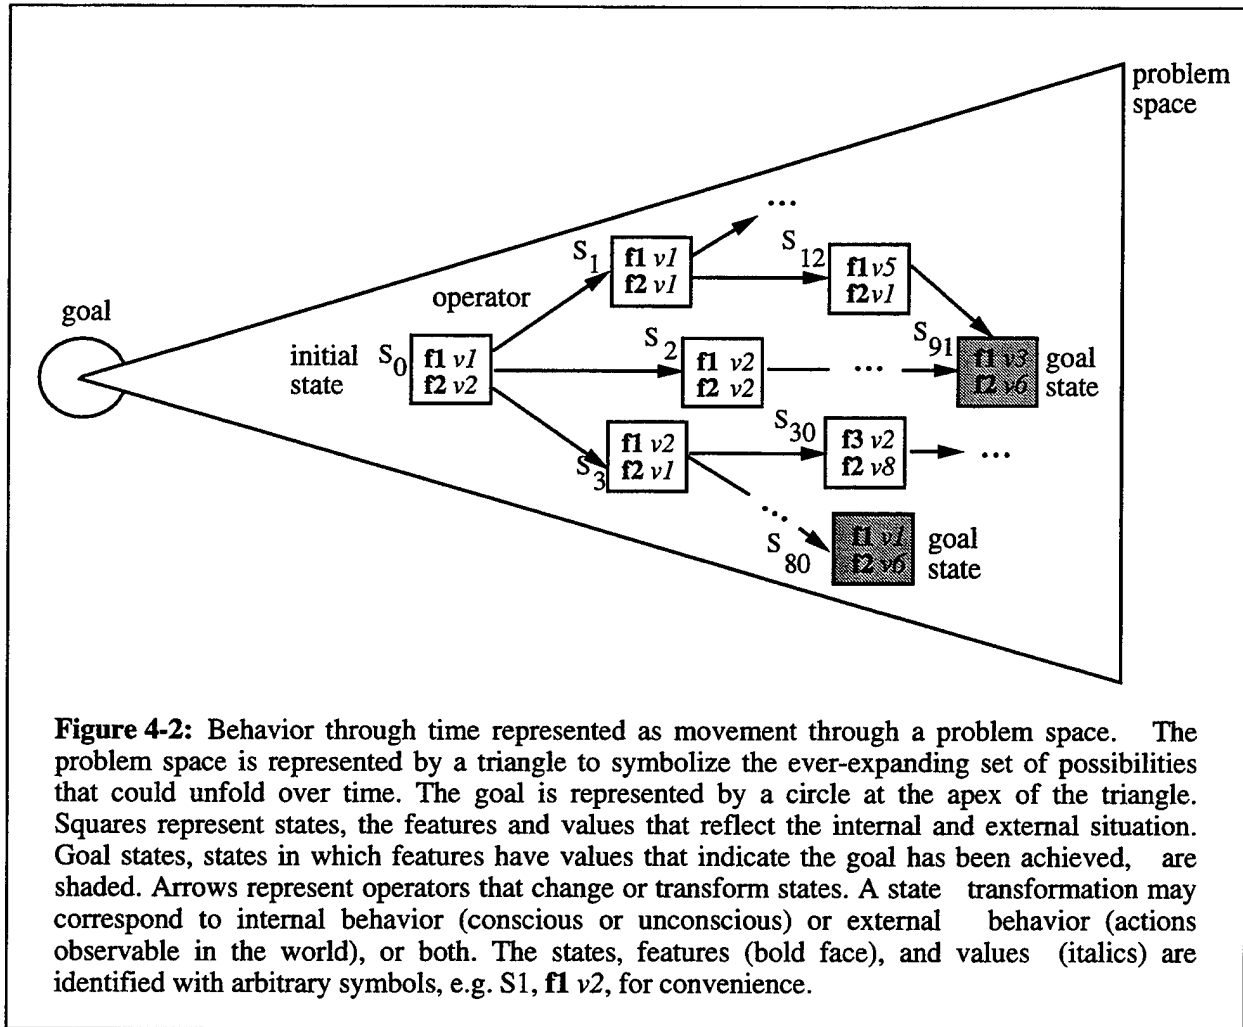 problem
space
...
S1
f1 v1
f2 v1
S12
f1 v5
f2 v1
operator
goal
initial
state
S0
f1 v1
f2 v2
S2
f1 v2
f2 v2
...
S91
f1 v3
f2 v6
goal
state
S3
f1 v2
f2 v1
S30
f3 v2
f2 v8
...
...
S80
f1 v1
f2 v6
goal
state
Figure 4-2: Behavior through time represented as movement through a problem space. The
problem space is represented by a triangle to symbolize the ever-expanding set of possibilities
that could unfold over time. The goal is represented by a circle at the apex of the triangle.
Squares represent states, the features and values that reflect the internal and external situation.
Goal states, states in which features have values that indicate the goal has been achieved, are
shaded. Arrows represent operators that change or transform states. A state transformation may
correspond to internal behavior (conscious or unconscious) or external behavior (actions
observable in the world), or both. The states, features (bold face), and values (italics) are
identified with arbitrary symbols, e.g. S1, f1 v2, for convenience.